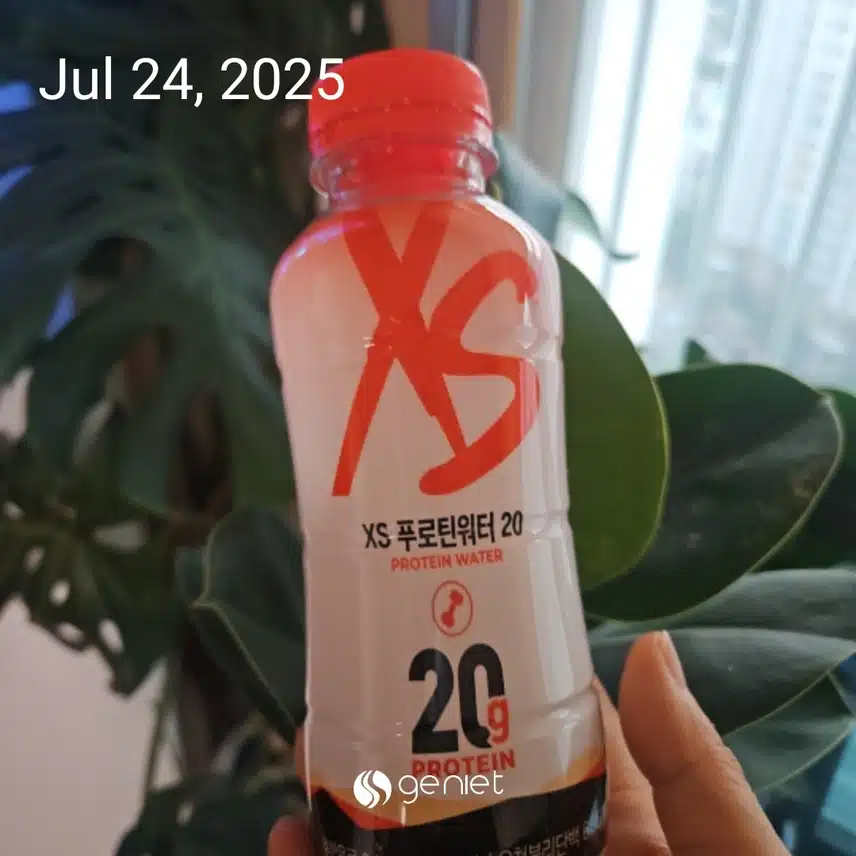 Jul 24, 2025
XS
XS 푸로틴워터 20
PROTEIN WATER
20g
PROTEIN
geniet